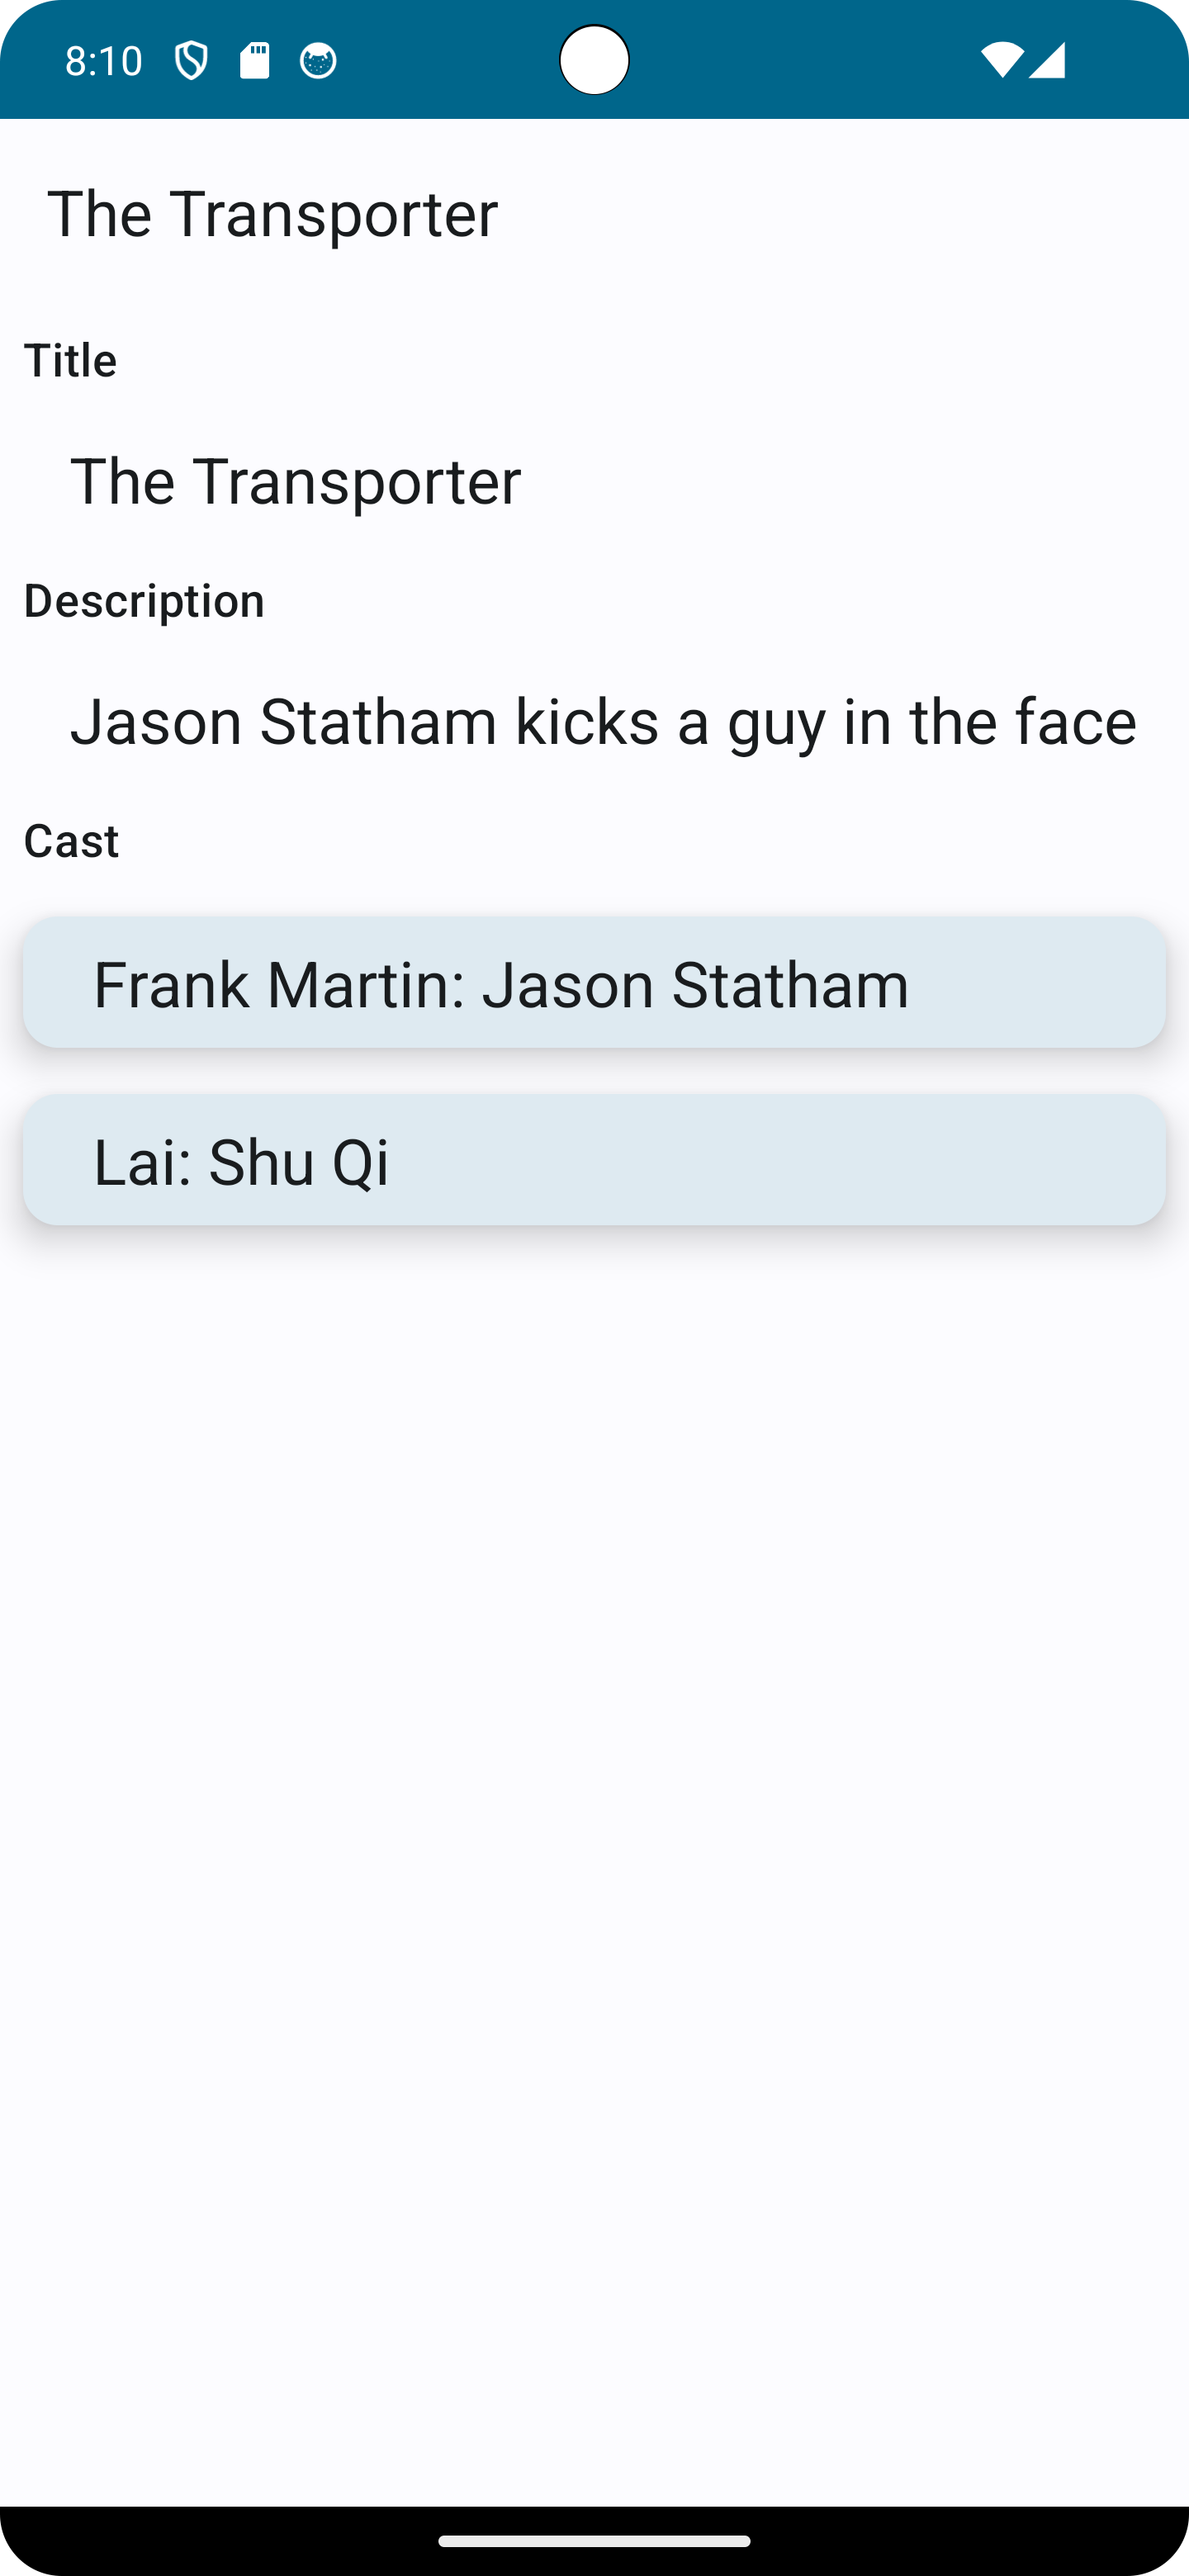 8:10
The Transporter
Title
The Transporter
Description
Jason Statham kicks a guy in the face
Cast
Frank Martin: Jason Statham
Lai: Shu Qi